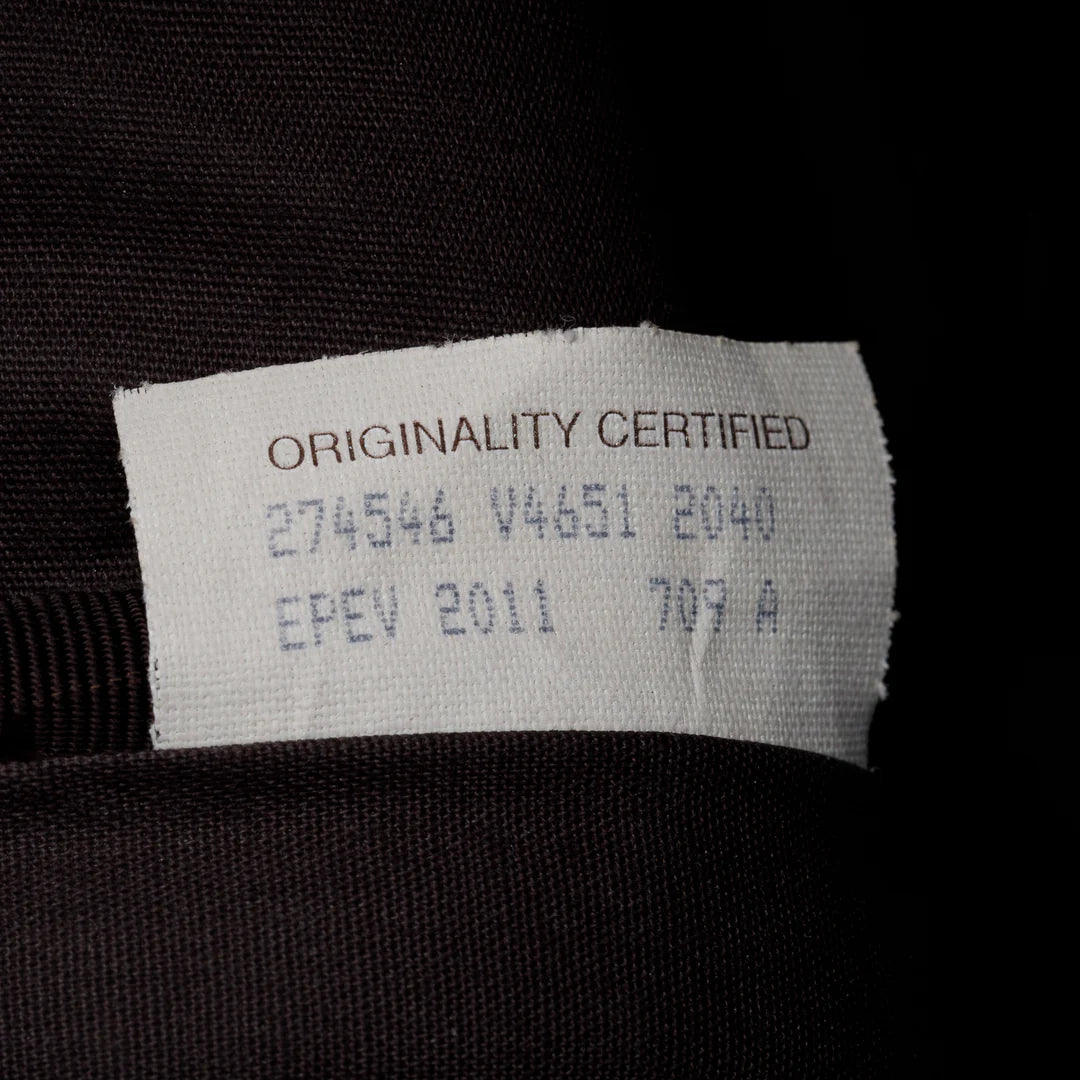 ORIGINALITY CERTIFIED
274546 V4651 2040
EPEV 2011 709 A